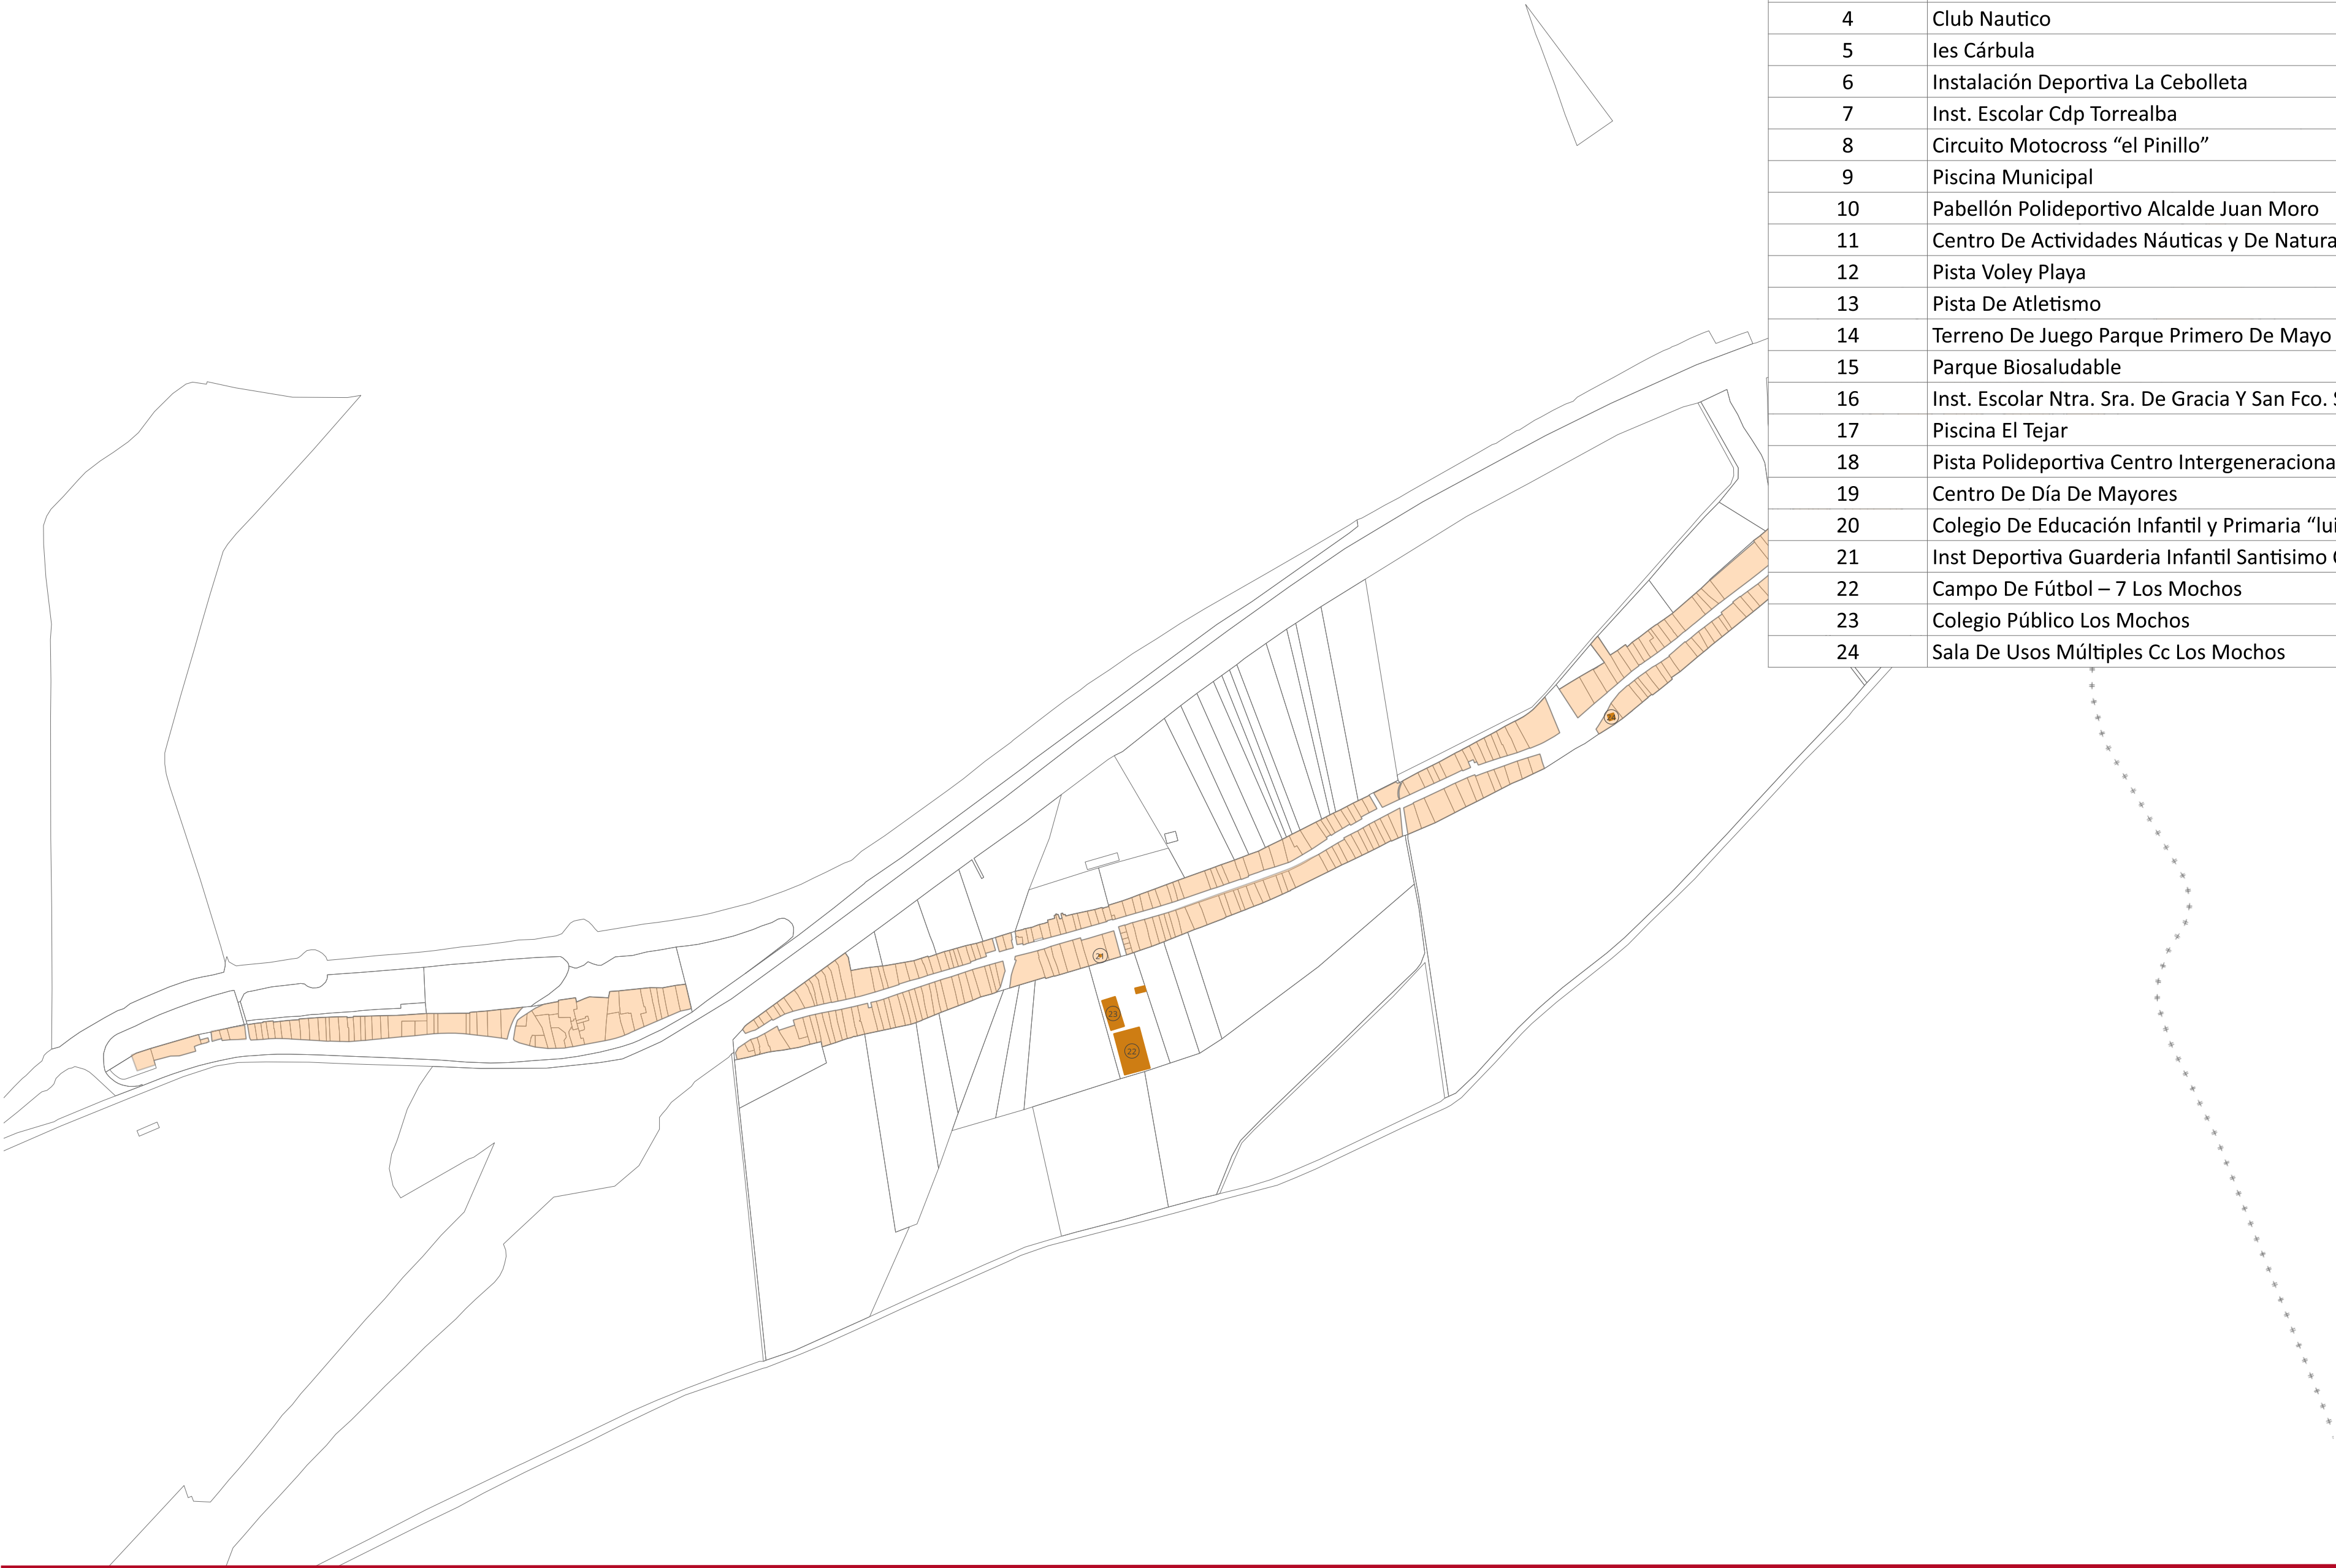 4 Club Nautico
5 Ies Cárbula
6 Instalación Deportiva La Cebolleta
7 Inst. Escolar Cdp Torrealba
8 Circuito Motocross “el Pinillo”
9 Piscina Municipal
10 Pabellón Polideportivo Alcalde Juan Moro
11 Centro De Actividades Náuticas y De Natura
12 Pista Voley Playa
13 Pista De Atletismo
14 Terreno De Juego Parque Primero De Mayo
15 Parque Biosaludable
16 Inst. Escolar Ntra. Sra. De Gracia Y San Fco. S
17 Piscina El Tejar
18 Pista Polideportiva Centro Intergeneraciona
19 Centro De Día De Mayores
20 Colegio De Educación Infantil y Primaria “lui
21 Inst Deportiva Guarderia Infantil Santisimo
22 Campo De Fútbol – 7 Los Mochos
23 Colegio Público Los Mochos
24 Sala De Usos Múltiples Cc Los Mochos
23
22